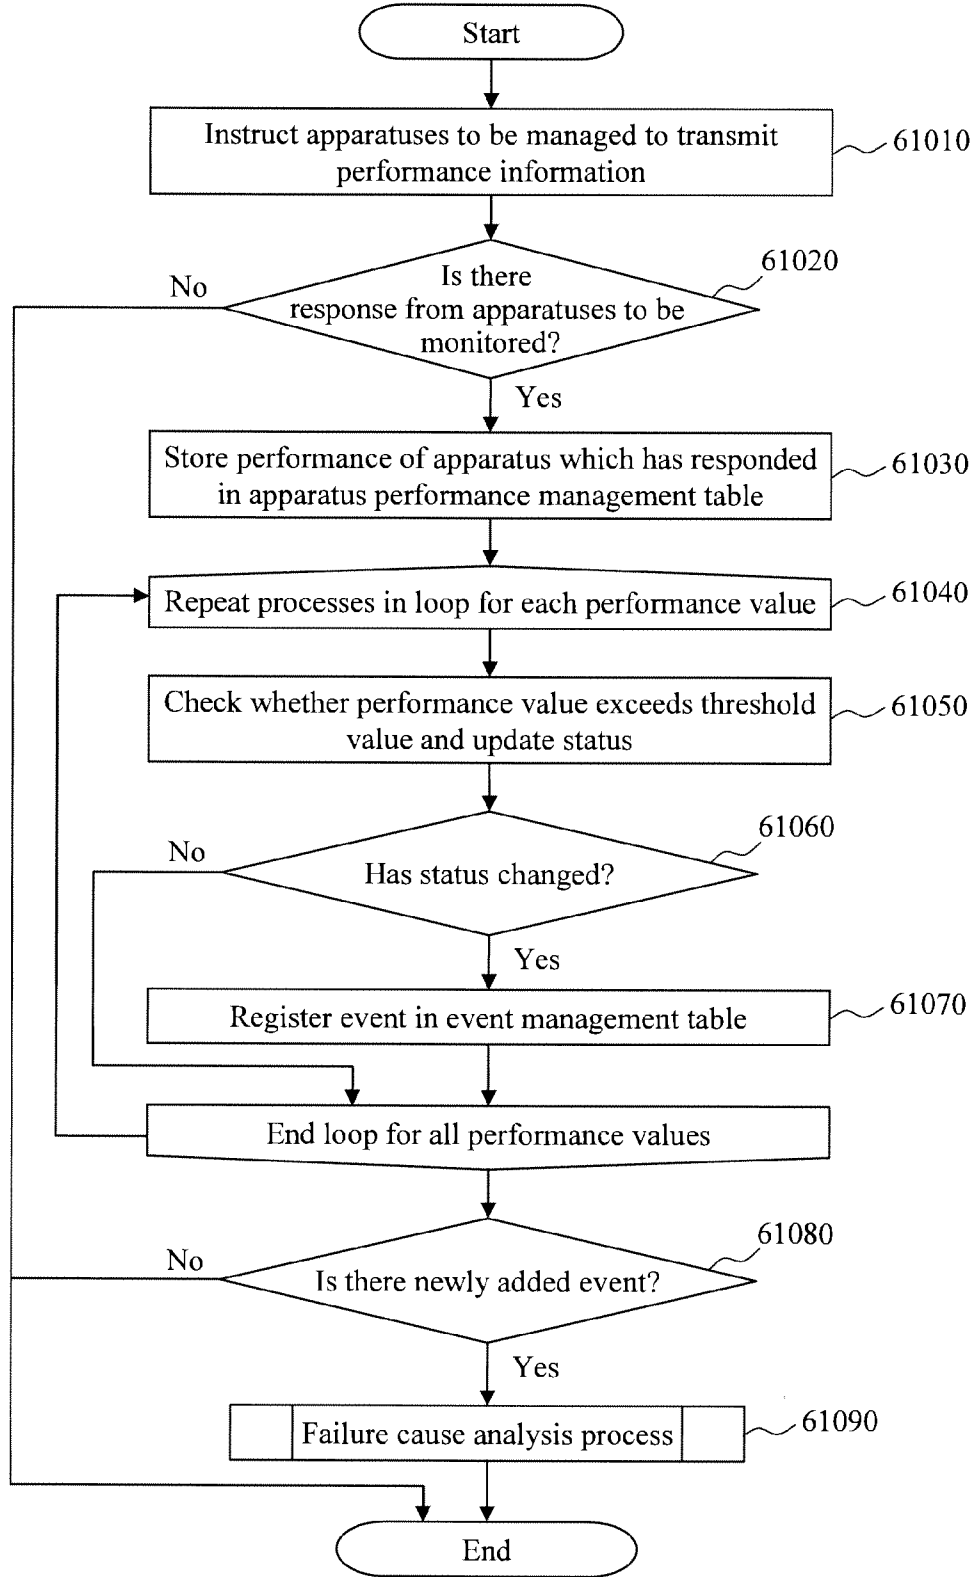 Start
Instruct apparatuses to be managed to transmit
performance information
61010
Is there
response from apparatuses to be
monitored?
61020
No
Yes
Store performance of apparatus which has responded
in apparatus performance management table
61030
Repeat processes in loop for each performance value
61040
Check whether performance value exceeds threshold
value and update status
61050
Has status changed?
61060
No
Yes
Register event in event management table
61070
End loop for all performance values
Is there newly added event?
61080
No
Yes
Failure cause analysis process
61090
End